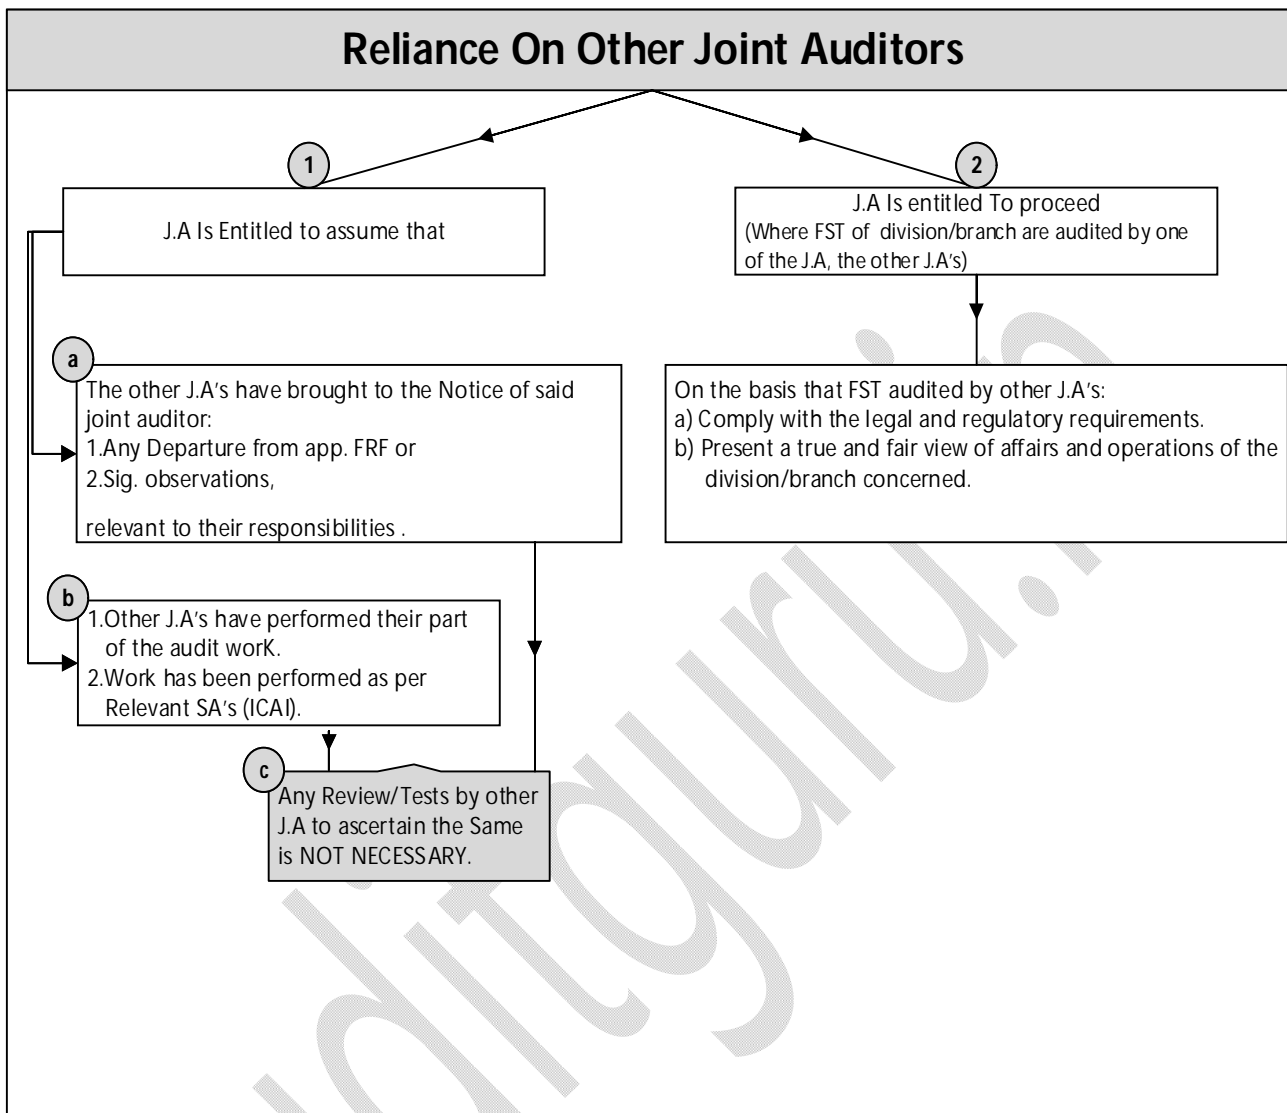 Reliance On Other Joint Auditors
1
J.A Is Entitled to assume that
2
J.A Is entitled To proceed
(Where FST of division/branch are audited by one
of the J.A, the other J.A's)
a
The other J.A's have brought to the Notice of said
joint auditor:
1.Any Departure from app. FRF or
2.Sig. observations,
relevant to their responsibilities .
On the basis that FST audited by other J.A's:
a) Comply with the legal and regulatory requirements.
b) Present a true and fair view of affairs and operations of the
division/branch concerned.
b
1.Other J.A's have performed their part
of the audit worK.
2.Work has been performed as per
Relevant SA's (ICAI).
c
Any Review/Tests by other
J.A to ascertain the Same
is NOT NECESSARY.